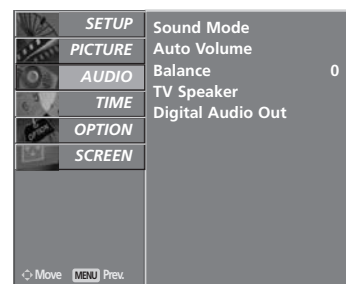 SETUP
PICTURE
AUDIO
TIME
OPTION
SCREEN
Move MENU Prev.
Sound Mode
Auto Volume
Balance 0
TV Speaker
Digital Audio Out